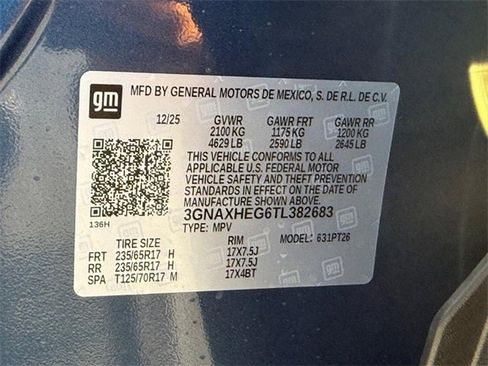 gm
MFD BY GENERAL MOTORS DE MEXICO, S. DE R.L. DE C.V.
12/25 GVWR GAWR FRT GAWR RR
2100 KG 1175 KG 1200 KG
4629 LB 2590 LB 2645 LB
THIS VEHICLE CONFORMS TO ALL
APPLICABLE U.S. FEDERAL MOTOR
VEHICLE SAFETY AND THEFT
PREVENTION STANDARDS IN EFFECT ON
THE DATE OF MANUFACTURE SHOWN ABOVE.
3GNAXHEG6TL382683
136H
TYPE: MPV MODEL: 631PT26
TIRE SIZE RIM
FRT 235/65R17 H 17X7.5J
RR 235/65R17 H 17X7.5J
SPA T125/70R17 M 17X4BT